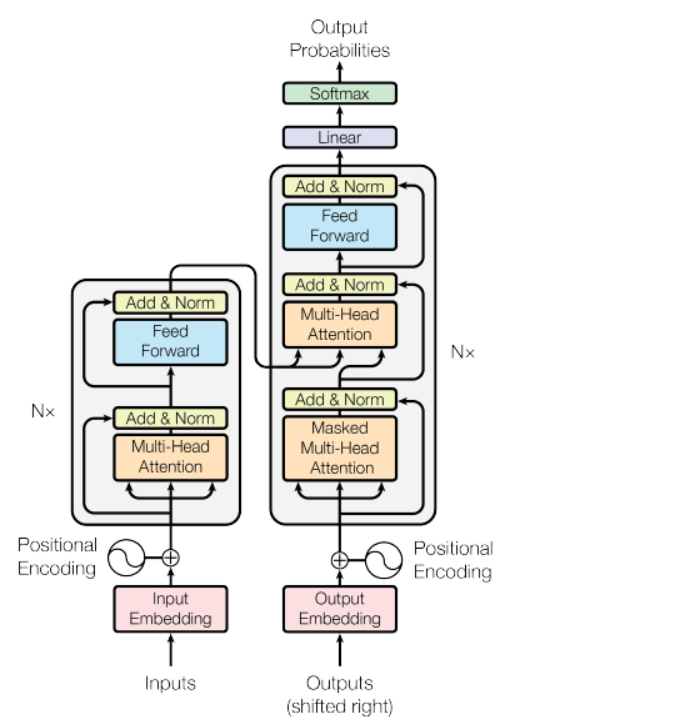 Output
Probabilities
Softmax
Linear
Add & Norm
Feed
Forward
Add & Norm
Multi-Head
Attention
Add & Norm
Masked
Multi-Head
Attention
N×
Add & Norm
Feed
Forward
Add & Norm
Multi-Head
Attention
N×
Positional
Encoding
Positional
Encoding
Input
Embedding
Output
Embedding
Inputs
Outputs
(shifted right)